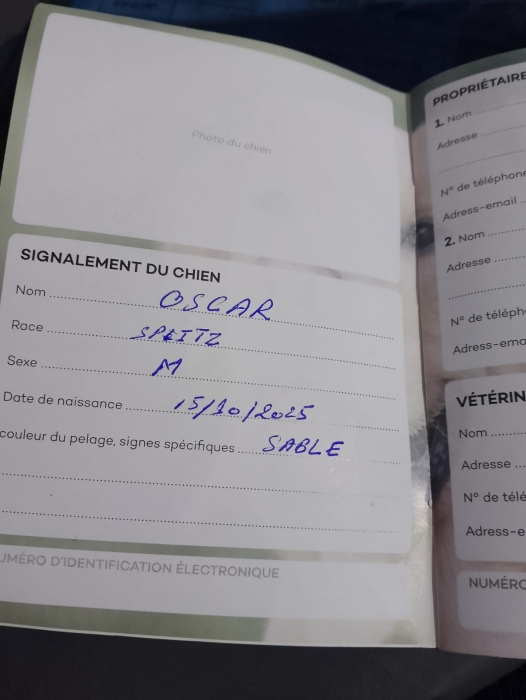 Photo du chien
SIGNALEMENT DU CHIEN
Nom OSCAR
Race SPLITZ
Sexe M
Date de naissance 15/10/2025
couleur du pelage, signes spécifiques SABLE
UMÉRO D'IDENTIFICATION ÉLECTRONIQUE
PROPRIÉTAIRE
1. Nom
Adresse
N° de téléphone
Adress-email
2. Nom
Adresse
N° de téléph
Adress-ema
VÉTÉRIN
Nom
Adresse
N° de télé
Adress-e
NUMÉRO